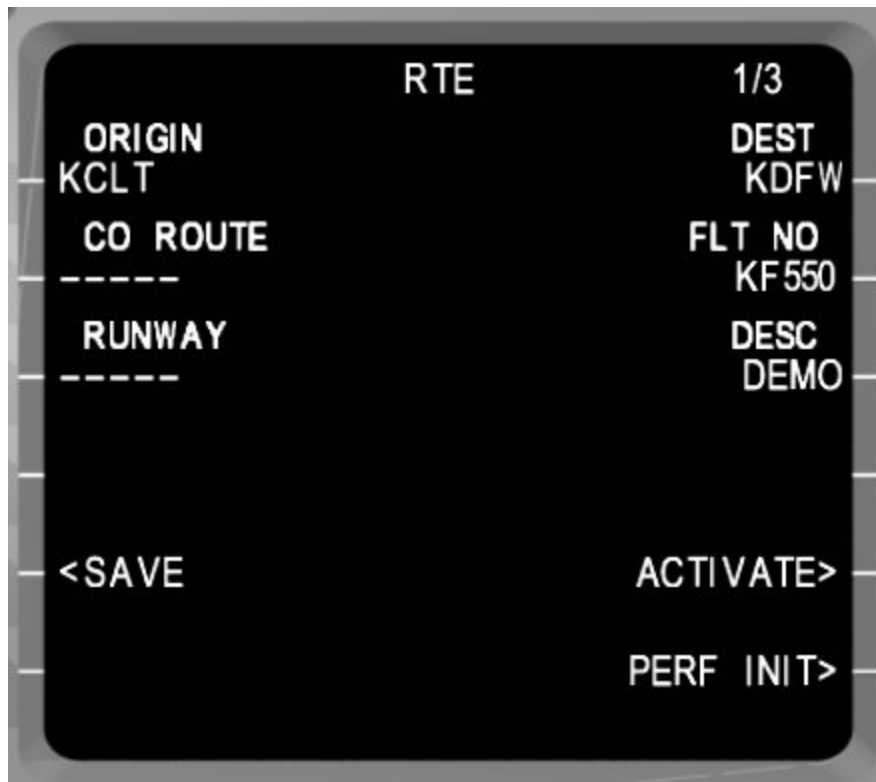 RTE 1/3
ORIGIN DEST
KCLT KDFW
CO ROUTE FLT NO
----- KF550
RUNWAY DESC
----- DEMO
<SAVE ACTIVATE>
PERF INIT>